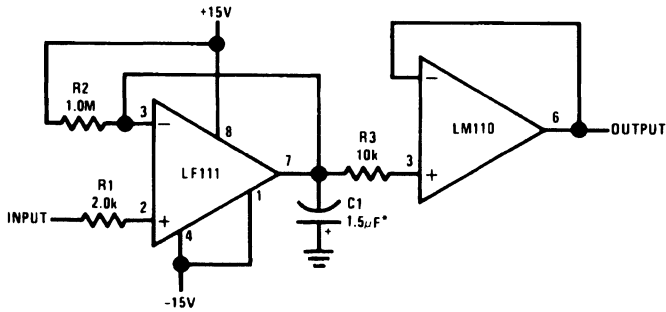 +15V
R2
1.0M
3
−
8
LF111
7
R1
2.0k
INPUT
2
+
4
1
-15V
C1
1.5µF*
+
R3
10k
3
+
−
LM110
6
OUTPUT